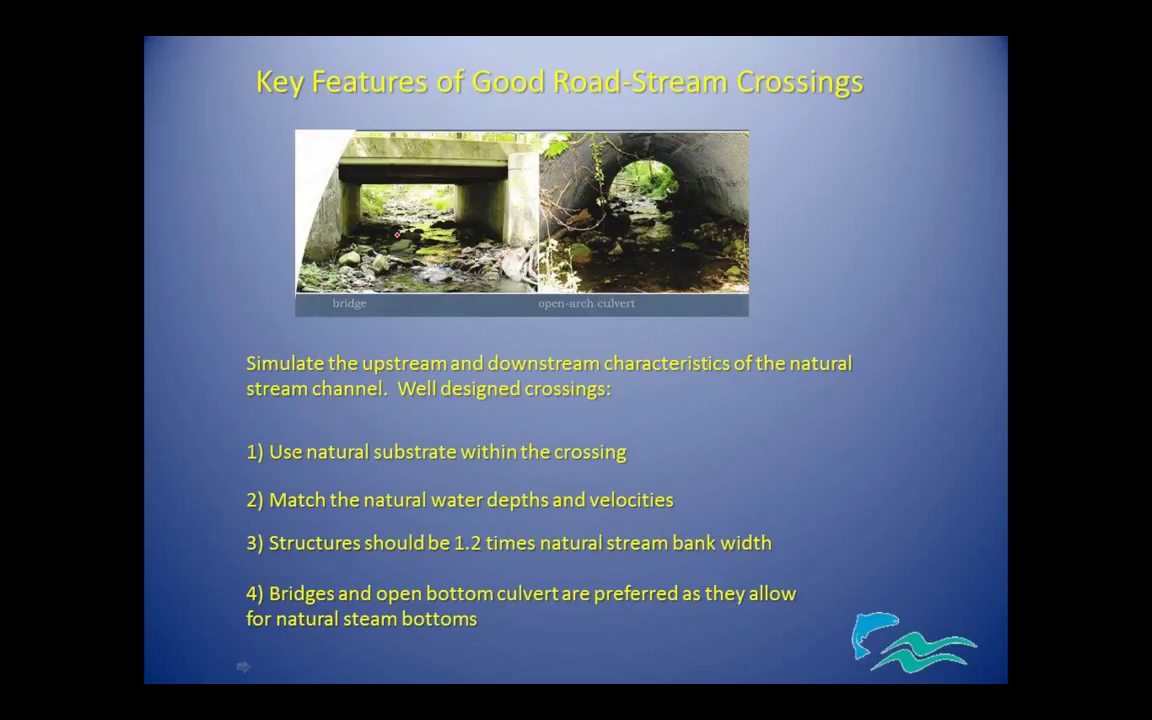 Key Features of Good Road-Stream Crossings
bridge
open-arch culvert
Simulate the upstream and downstream characteristics of the natural
stream channel.  Well designed crossings:
1) Use natural substrate within the crossing
2) Match the natural water depths and velocities
3) Structures should be 1.2 times natural stream bank width
4) Bridges and open bottom culvert are preferred as they allow
for natural steam bottoms